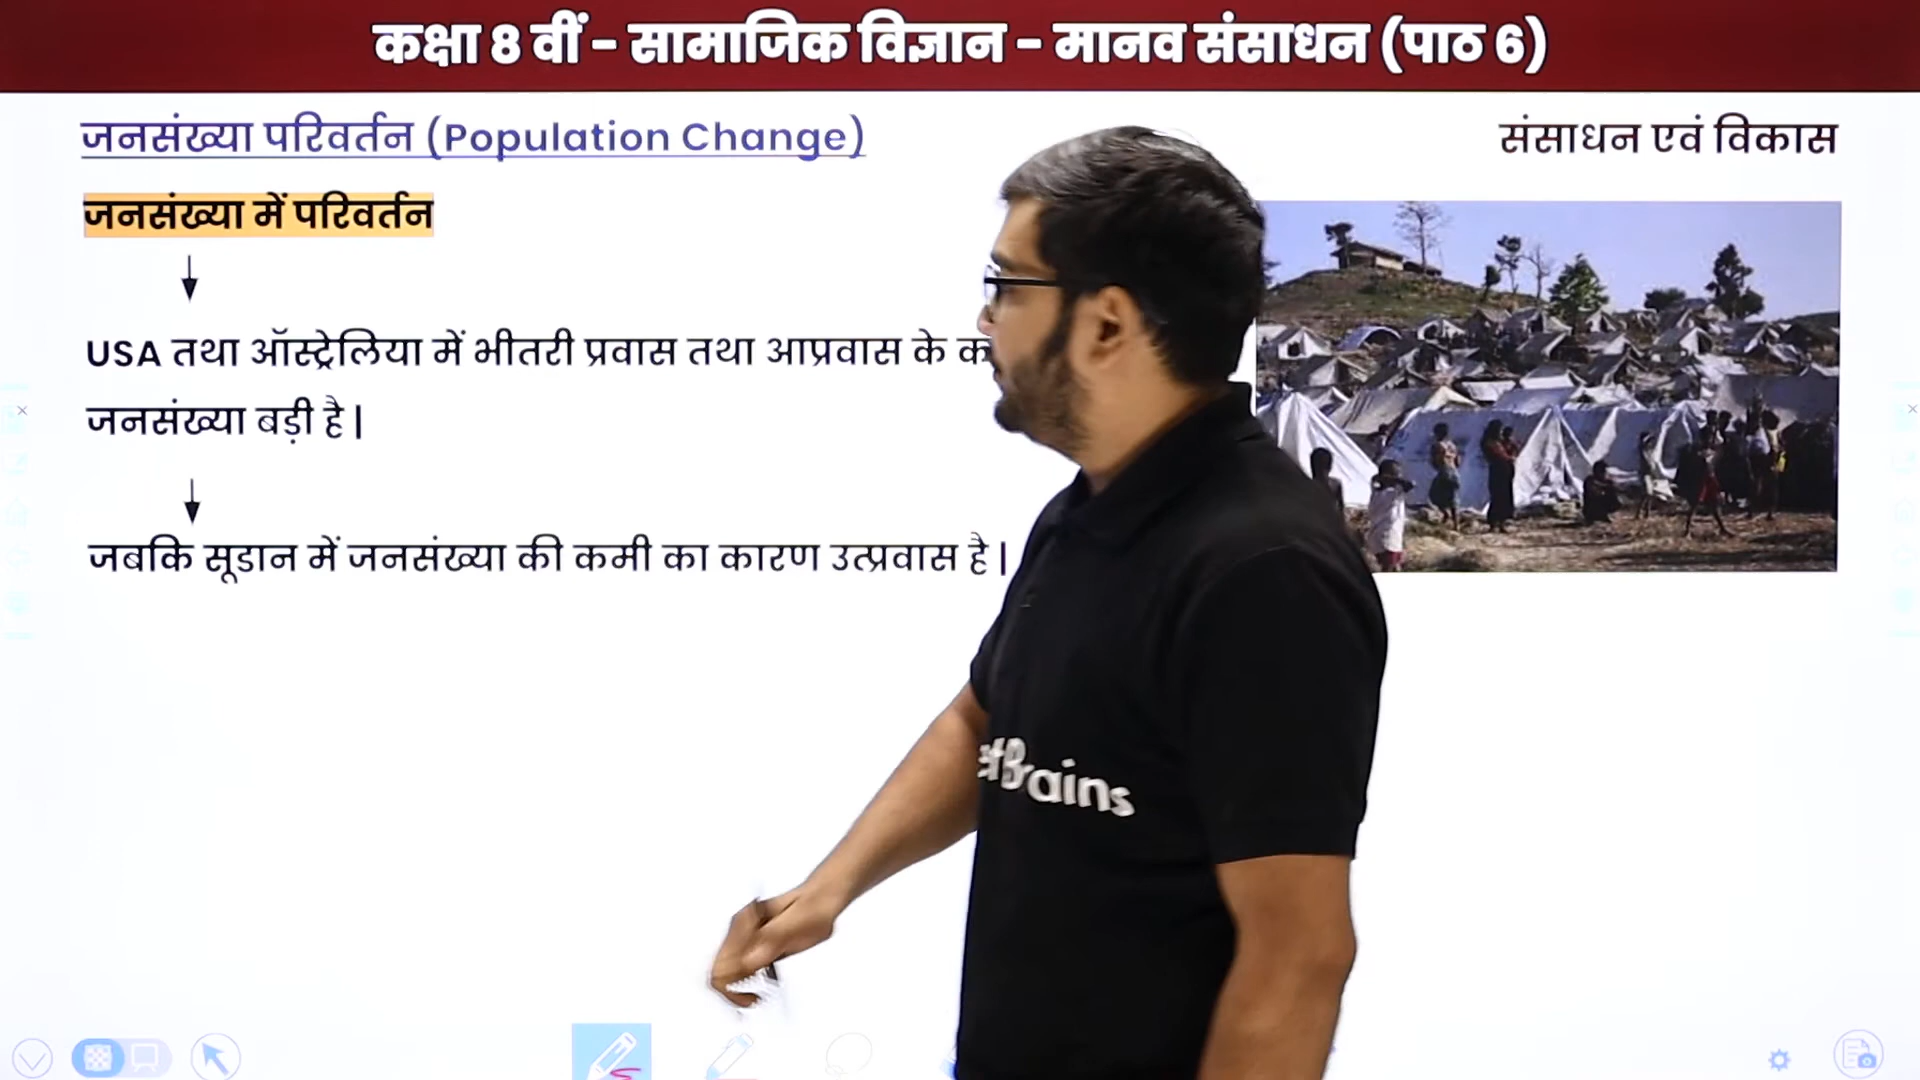 कक्षा 8 वीं - सामाजिक विज्ञान - मानव संसाधन (पाठ 6)
जनसंख्या परिवर्तन (Population Change)
संसाधन एवं विकास
जनसंख्या में परिवर्तन
USA तथा ऑस्ट्रेलिया में भीतरी प्रवास तथा आप्रवास के
जनसंख्या बड़ी है |
जबकि सूडान में जनसंख्या की कमी का कारण उत्प्रवास है |
Brains